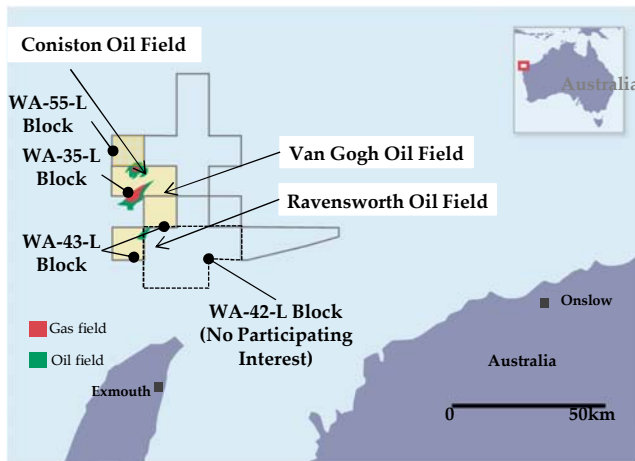 Coniston Oil Field
Australia
WA-55-L
Block
WA-35-L
Block
Van Gogh Oil Field
Ravensworth Oil Field
WA-43-L
Block
WA-42-L Block
(No Participating
Interest)
Onslow
Gas field
Oil field
Australia
Exmouth
0 50km